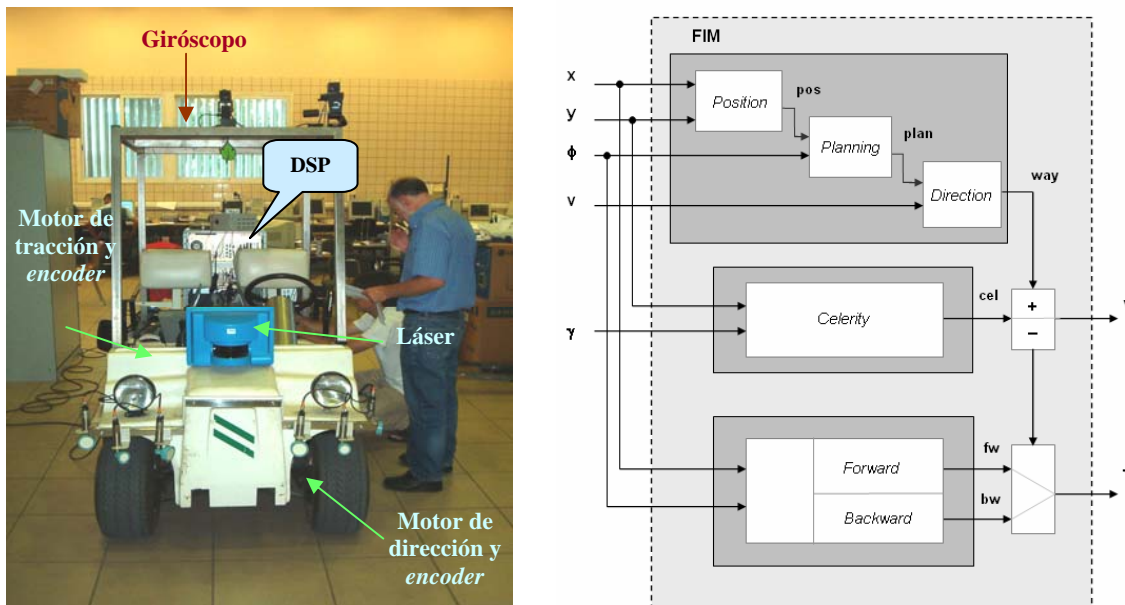 Giróscopo
DSP
Motor de
tracción y
encoder
Láser
Motor de
dirección y
encoder
FIM
x
y
ϕ
v
γ
Position
pos
Planning
plan
Direction
way
Celerity
cel
+
−
Forward
Backward
fw
bw